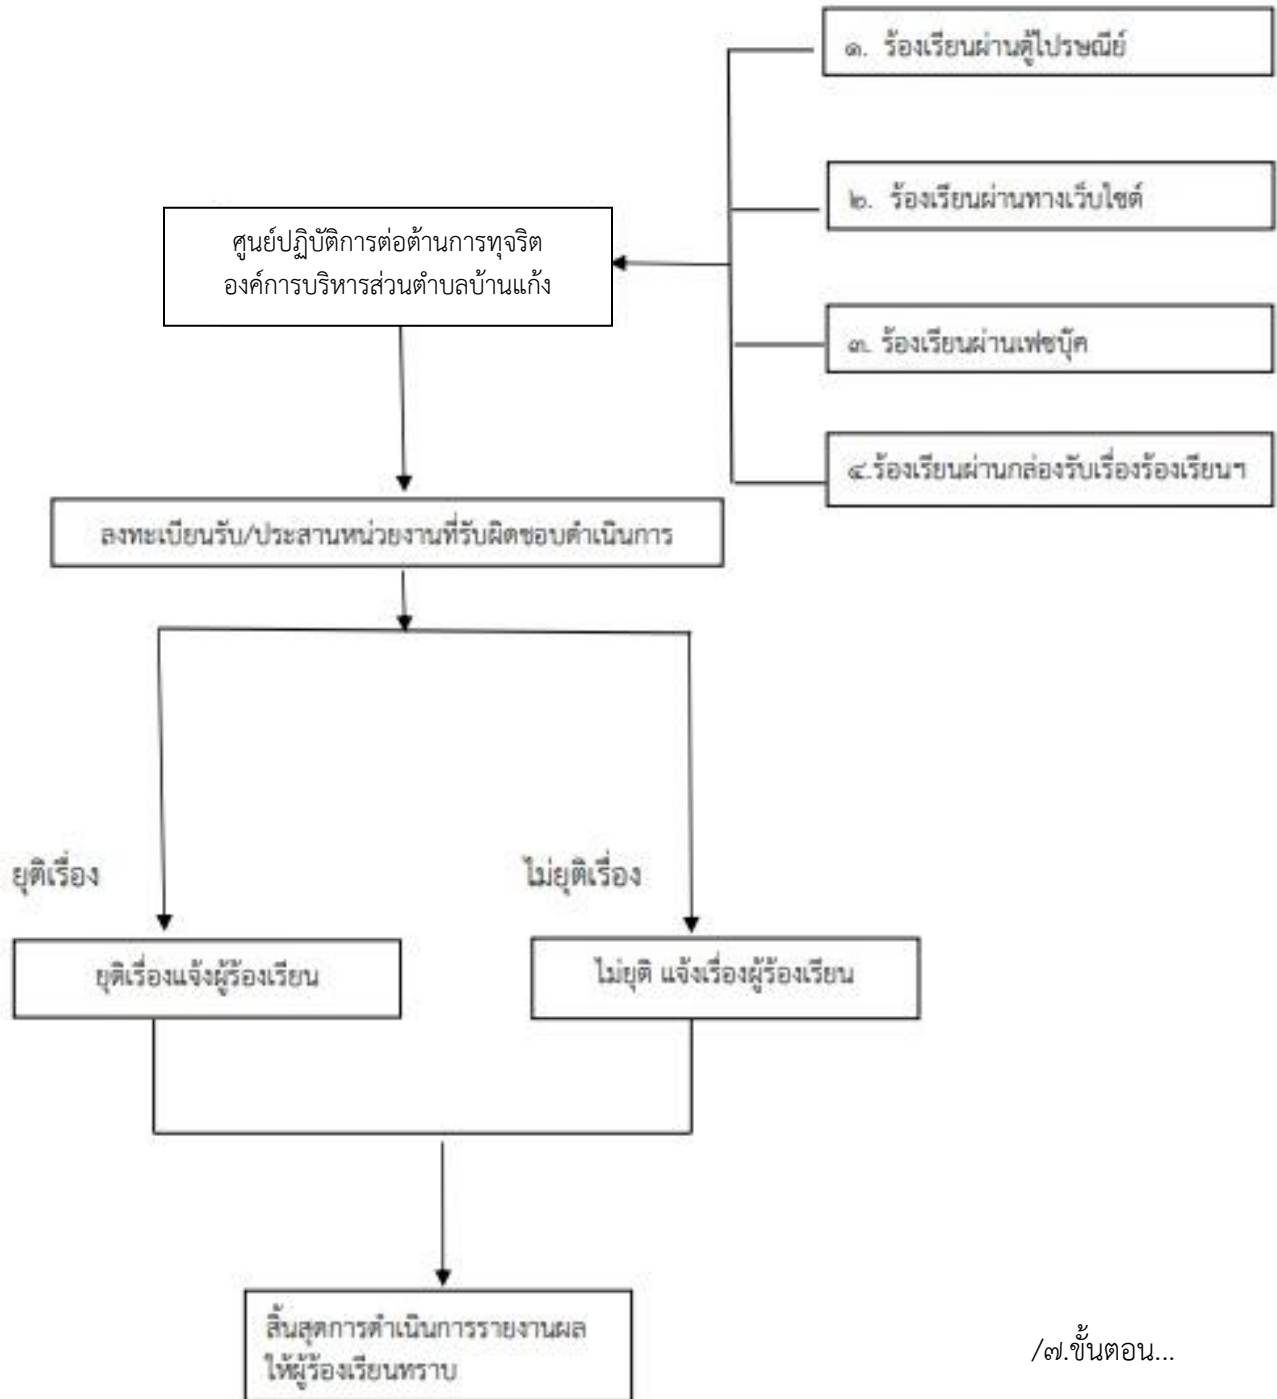 ๑. ร้องเรียนผ่านตู้ไปรษณีย์
๒. ร้องเรียนผ่านทางเว็บไซต์
ศูนย์ปฏิบัติการต่อต้านการทุจริต
องค์การบริหารส่วนตำบลบ้านแก้ง
๓. ร้องเรียนผ่านเฟซบุ๊ค
๔.ร้องเรียนผ่านกล่องรับเรื่องร้องเรียนฯ
ลงทะเบียนรับ/ประสานหน่วยงานที่รับผิดชอบดำเนินการ
ยุติเรื่อง
ไม่ยุติเรื่อง
ยุติเรื่องแจ้งผู้ร้องเรียน
ไม่ยุติ แจ้งเรื่องผู้ร้องเรียน
สิ้นสุดการดำเนินการรายงานผล
ให้ผู้ร้องเรียนทราบ
/๗.ขั้นตอน...